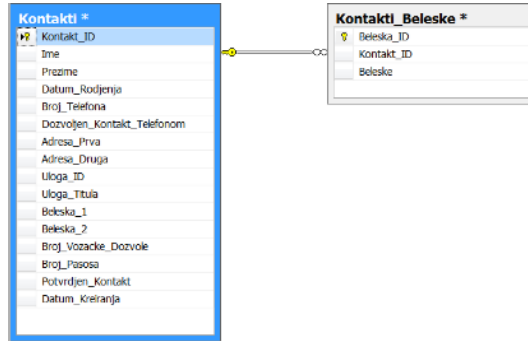 Kontakti *
Kontakt_ID
Ime
Prezime
Datum_Rodjenja
Broj_Telefona
Dozvoljen_Kontakt_Telefonom
Adresa_Prva
Adresa_Druga
Uloga_ID
Uloga_Titula
Beleska_1
Beleska_2
Broj_Vozacke_Dozvole
Broj_Pasosa
Potvrdjen_Kontakt
Datum_Kreiranja
Kontakti_Beleske *
Beleska_ID
Kontakt_ID
Beleske